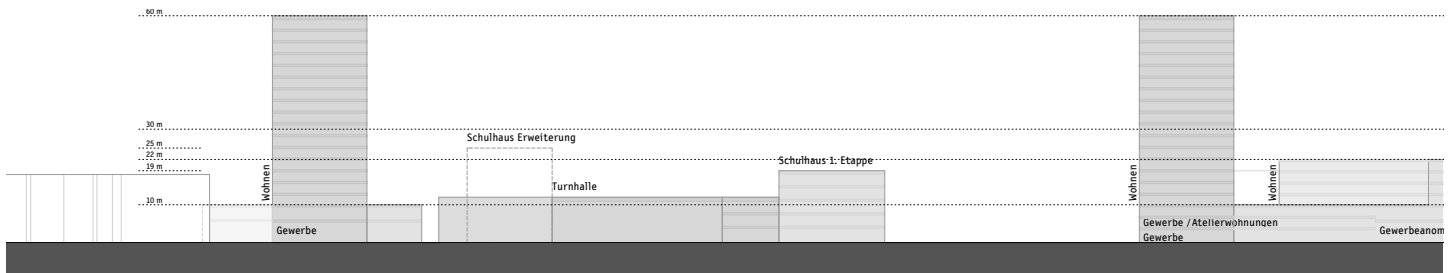 60 m
30 m
25 m
22 m
19 m
10 m
Wohnen
Gewerbe
Schulhaus Erweiterung
Turnhalle
Schulhaus 1. Etappe
Wohnen
Wohnen
Gewerbe /Atelierwohnungen
Gewerbe
Gewerbeanom